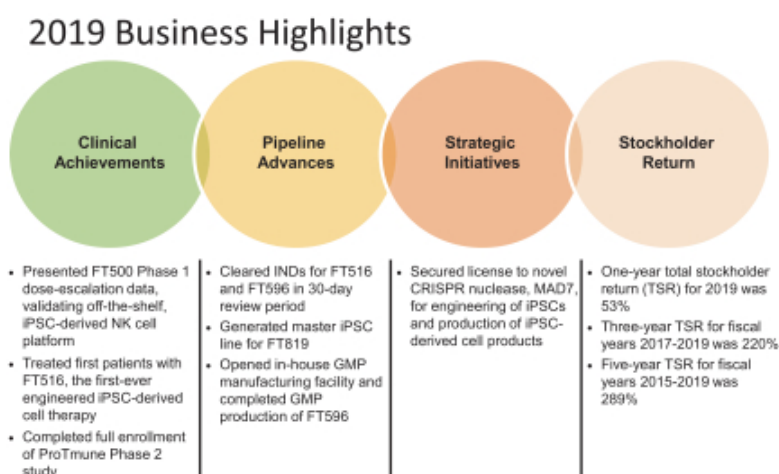 2019 Business Highlights
Clinical
Achievements
Pipeline
Advances
Strategic
Initiatives
Stockholder
Return
• Presented FT500 Phase 1
dose-escalation data,
validating off-the-shelf,
iPSC-derived NK cell
platform
• Treated first patients with
FT516, the first-ever
engineered iPSC-derived
cell therapy
• Completed full enrollment
of ProTmune Phase 2
study
• Cleared INDs for FT516
and FT596 in 30-day
review period
• Generated master iPSC
line for FT819
• Opened in-house GMP
manufacturing facility and
completed GMP
production of FT596
• Secured license to novel
CRISPR nuclease, MAD7,
for engineering of iPSCs
and production of iPSC-
derived cell products
• One-year total stockholder
return (TSR) for 2019 was
53%
• Three-year TSR for fiscal
years 2017-2019 was 220%
• Five-year TSR for fiscal
years 2015-2019 was
289%